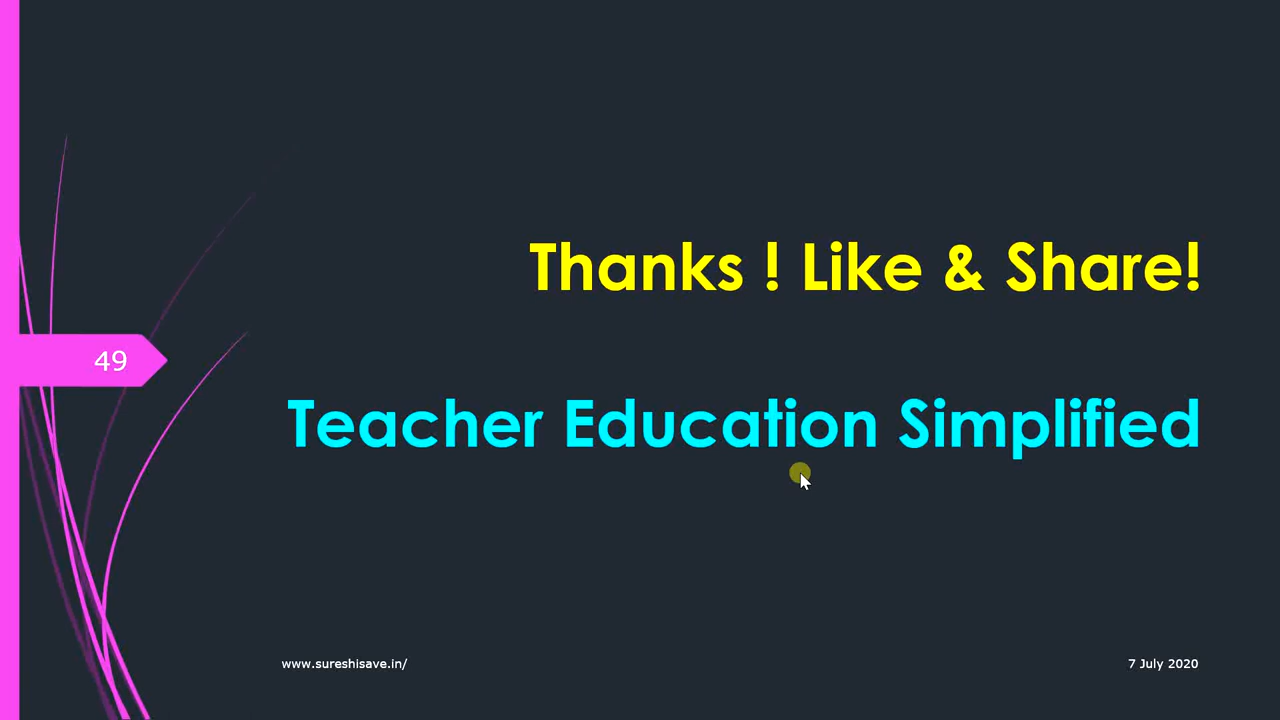 Thanks ! Like & Share!
49
Teacher Education Simplified
www.sureshisave.in/
7 July 2020